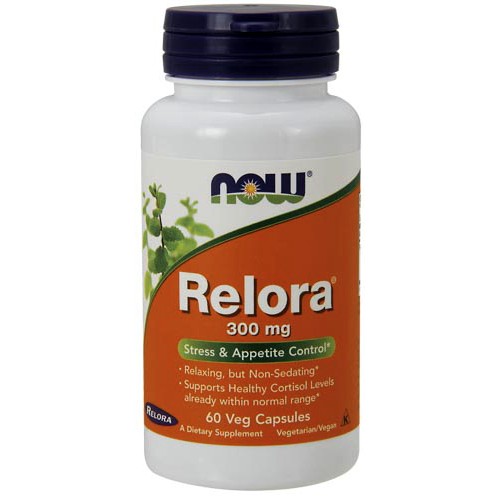 NOW
Relora®
300 mg
Stress & Appetite Control*
• Relaxing, but Non-Sedating*
• Supports Healthy Cortisol Levels
already within normal range*
60 Veg Capsules
RELORA
A Dietary Supplement Vegetarian/Vegan
K